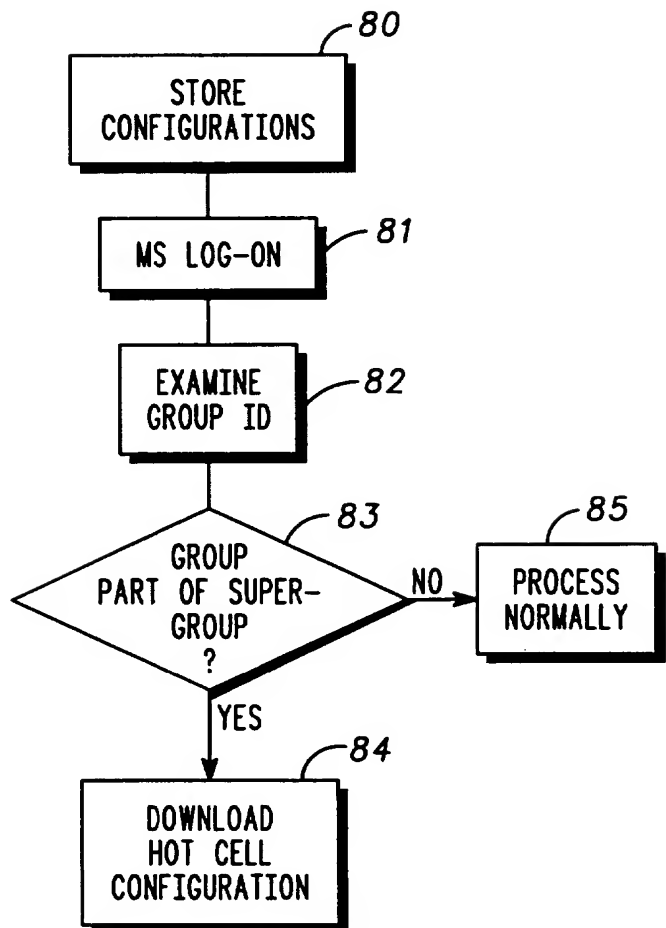 80
STORE
CONFIGURATIONS
81
MS LOG-ON
82
EXAMINE
GROUP ID
83
GROUP
PART OF SUPER-
GROUP
?
NO
85
PROCESS
NORMALLY
YES
84
DOWNLOAD
HOT CELL
CONFIGURATION